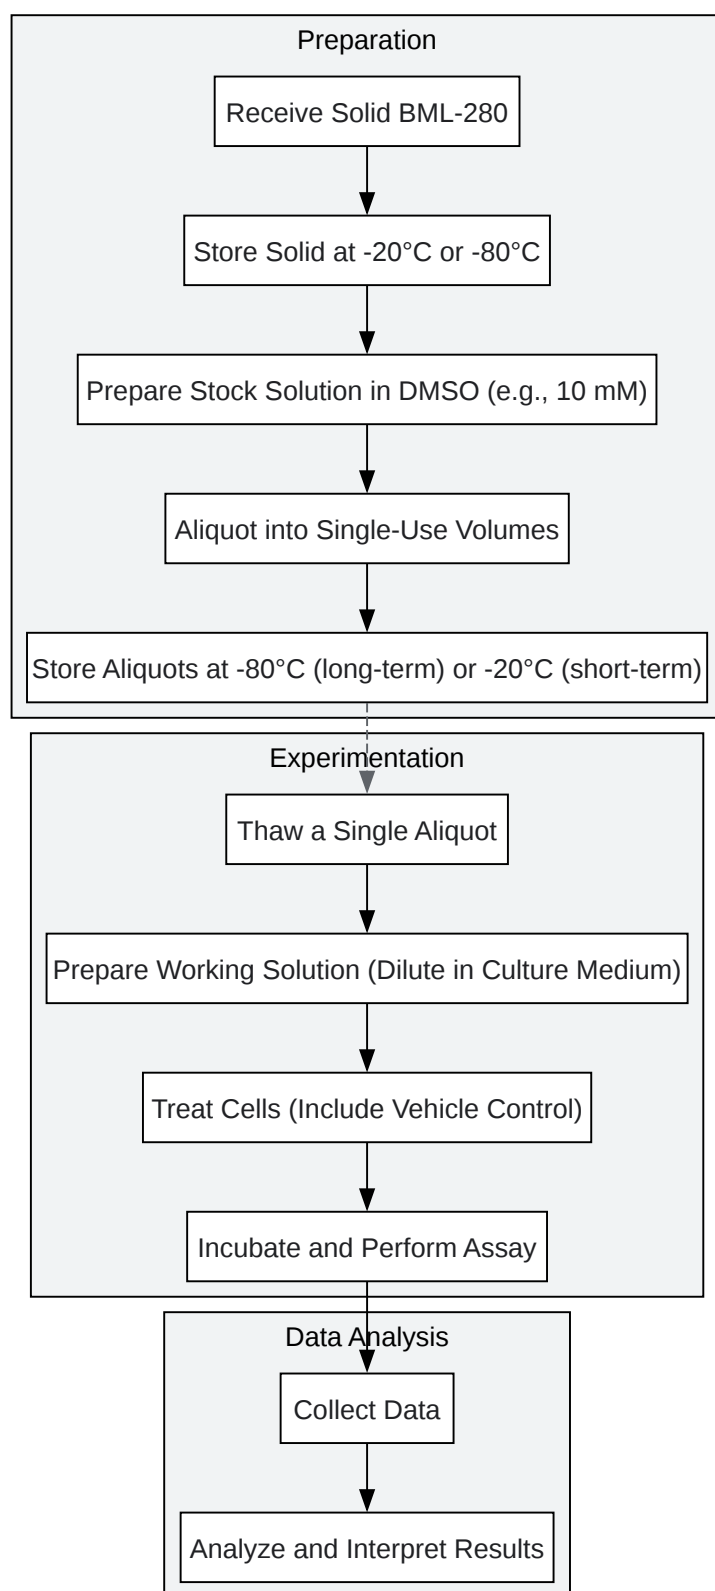 Preparation
Receive Solid BML-280
Store Solid at -20°C or -80°C
Prepare Stock Solution in DMSO (e.g., 10 mM)
Aliquot into Single-Use Volumes
Store Aliquots at -80°C (long-term) or -20°C (short-term)
Experimentation
Thaw a Single Aliquot
Prepare Working Solution (Dilute in Culture Medium)
Treat Cells (Include Vehicle Control)
Incubate and Perform Assay
Data Analysis
Collect Data
Analyze and Interpret Results